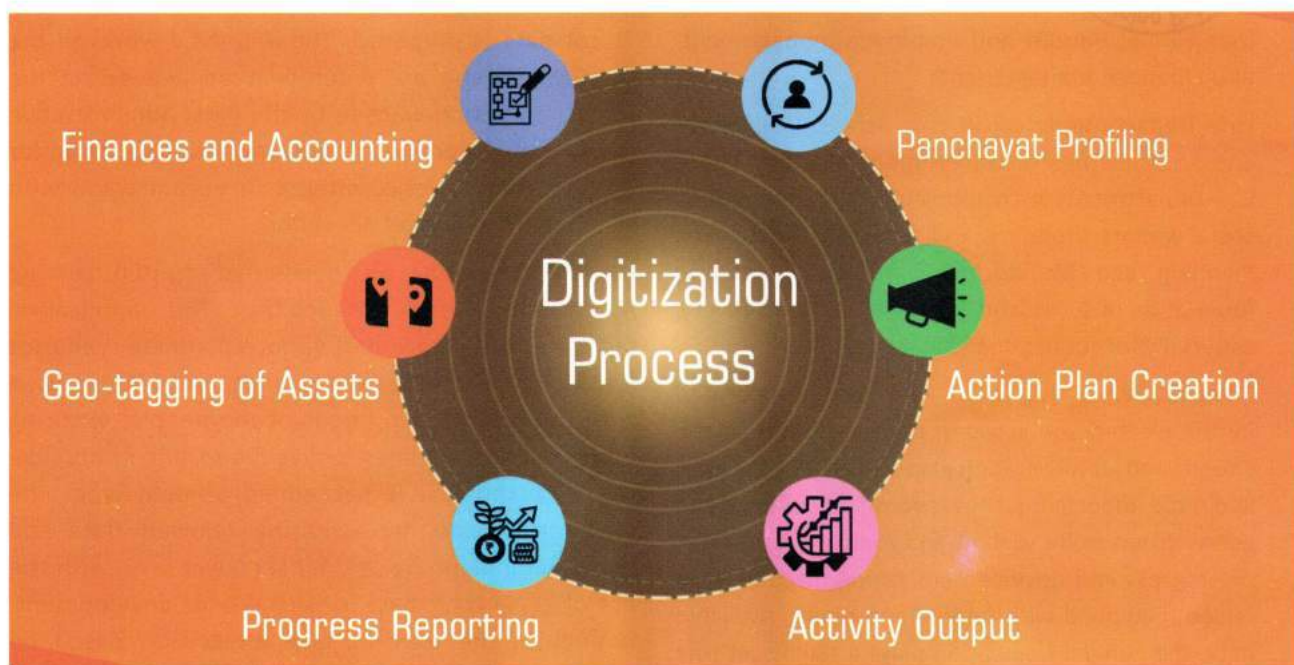 Finances and Accounting
Panchayat Profiling
Digitization
Process
Geo-tagging of Assets
Action Plan Creation
Progress Reporting
Activity Output